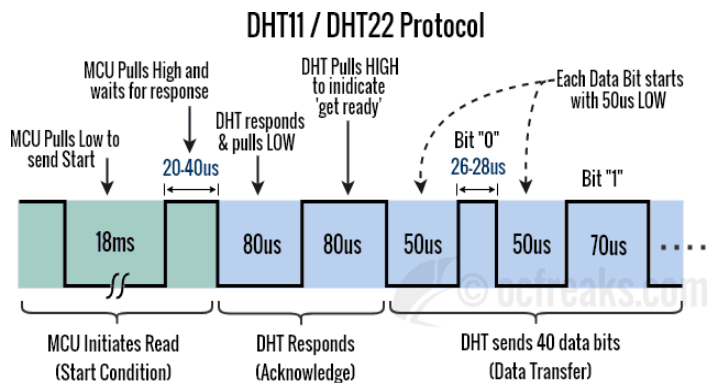 DHT11 / DHT22 Protocol
MCU Pulls High and
waits for response
DHT Pulls HIGH
to inidicate
'get ready'
Each Data Bit starts
with 50us LOW
MCU Pulls Low to
send Start
DHT responds
& pulls LOW
20-40us
Bit "0"
26-28us
Bit "1"
18ms
80us
80us
50us
50us
70us
© ocfreaks.com
MCU Initiates Read
(Start Condition)
DHT Responds
(Acknowledge)
DHT sends 40 data bits
(Data Transfer)